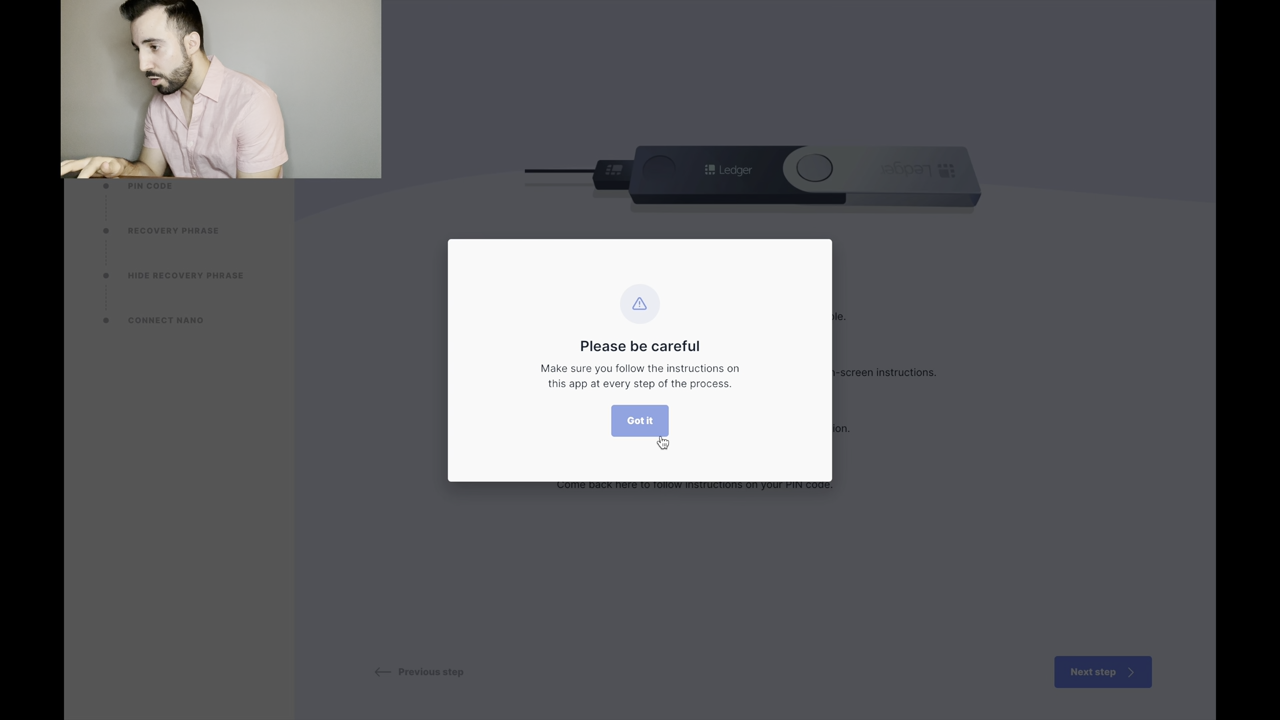 Ledger
Ledger
PIN CODE
RECOVERY PHRASE
HIDE RECOVERY PHRASE
CONNECT NANO
Please be careful
Make sure you follow the instructions on
this app at every step of the process.
Got it
-screen instructions.
Come back here to follow instructions on your PIN code.
Previous step
Next step